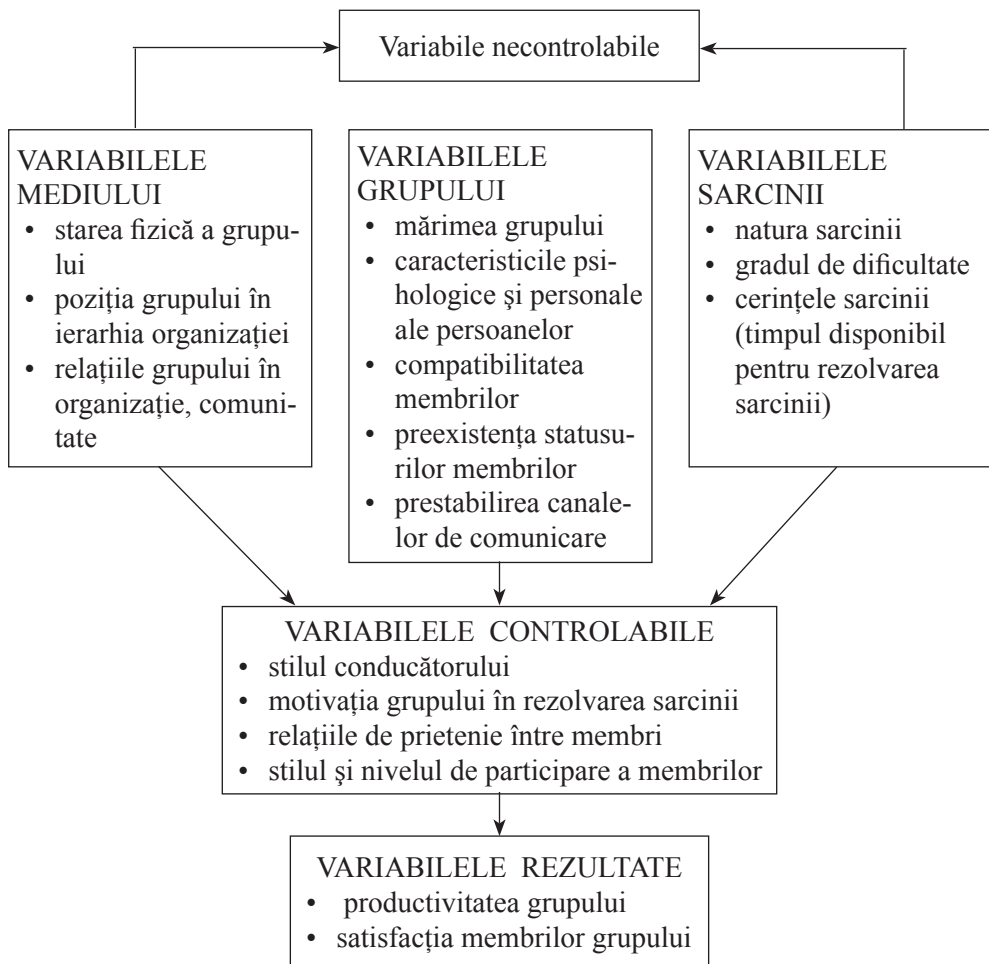 Variabile necontrolabile
VARIABILELE
MEDIULUI
• starea fizică a grupu-
lui
• poziția grupului în
ierarhia organizației
• relațiile grupului în
organizație, comuni-
tate
VARIABILELE
GRUPULUI
• mărimea grupului
• caracteristicile psi-
hologice şi personale
ale persoanelor
• compatibilitatea
membrilor
• preexistența statusu-
rilor membrilor
• prestabilirea canale-
lor de comunicare
VARIABILELE
SARCINII
• natura sarcinii
• gradul de dificultate
• cerințele sarcinii
(timpul disponibil
pentru rezolvarea
sarcinii)
VARIABILELE CONTROLABILE
• stilul conducătorului
• motivația grupului în rezolvarea sarcinii
• relațiile de prietenie între membri
• stilul şi nivelul de participare a membrilor
VARIABILELE REZULTATE
• productivitatea grupului
• satisfacția membrilor grupului